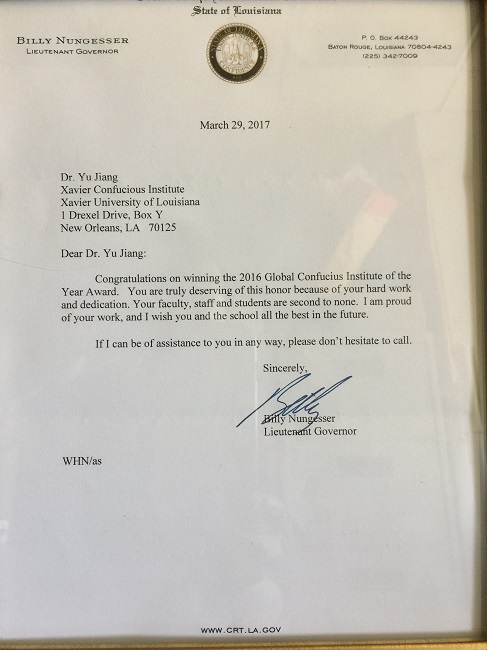 State of Louisiana
BILLY NUNGESSER
LIEUTENANT GOVERNOR
P. O. BOX 44243
BATON ROUGE, LOUISIANA 70804-4243
(225) 342-7009
March 29, 2017
Dr. Yu Jiang
Xavier Confucious Institute
Xavier University of Louisiana
1 Drexel Drive, Box Y
New Orleans, LA 70125
Dear Dr. Yu Jiang:
Congratulations on winning the 2016 Global Confucius Institute of the
Year Award. You are truly deserving of this honor because of your hard work
and dedication. Your faculty, staff and students are second to none. I am proud
of your work, and I wish you and the school all the best in the future.
If I can be of assistance to you in any way, please don't hesitate to call.
Sincerely,
Billy
Billy Nungesser
Lieutenant Governor
WHN/as
WWW.CRT.LA.GOV